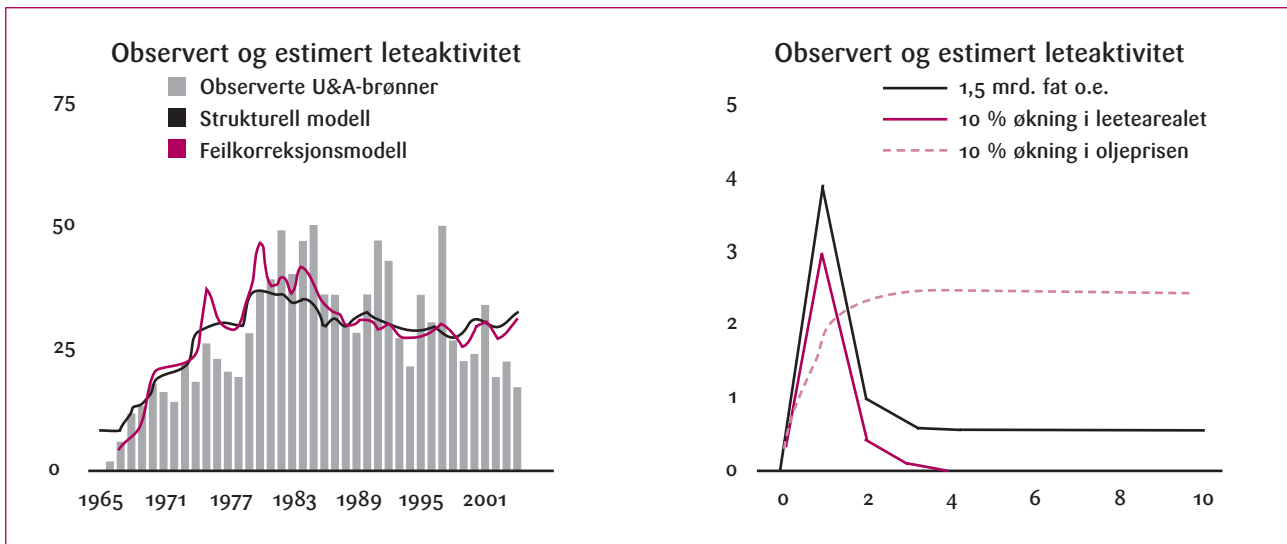 Observert og estimert leteaktivitet
Observerte U&A-brønner
Strukturell modell
Feilkorreksjonsmodell
75
50
25
0
1965 1971 1977 1983 1989 1995 2001
Observert og estimert leteaktivitet
1,5 mrd. fat o.e.
10 % økning i leetearealet
10 % økning i oljeprisen
5
4
3
2
1
0
0 2 4 6 8 10